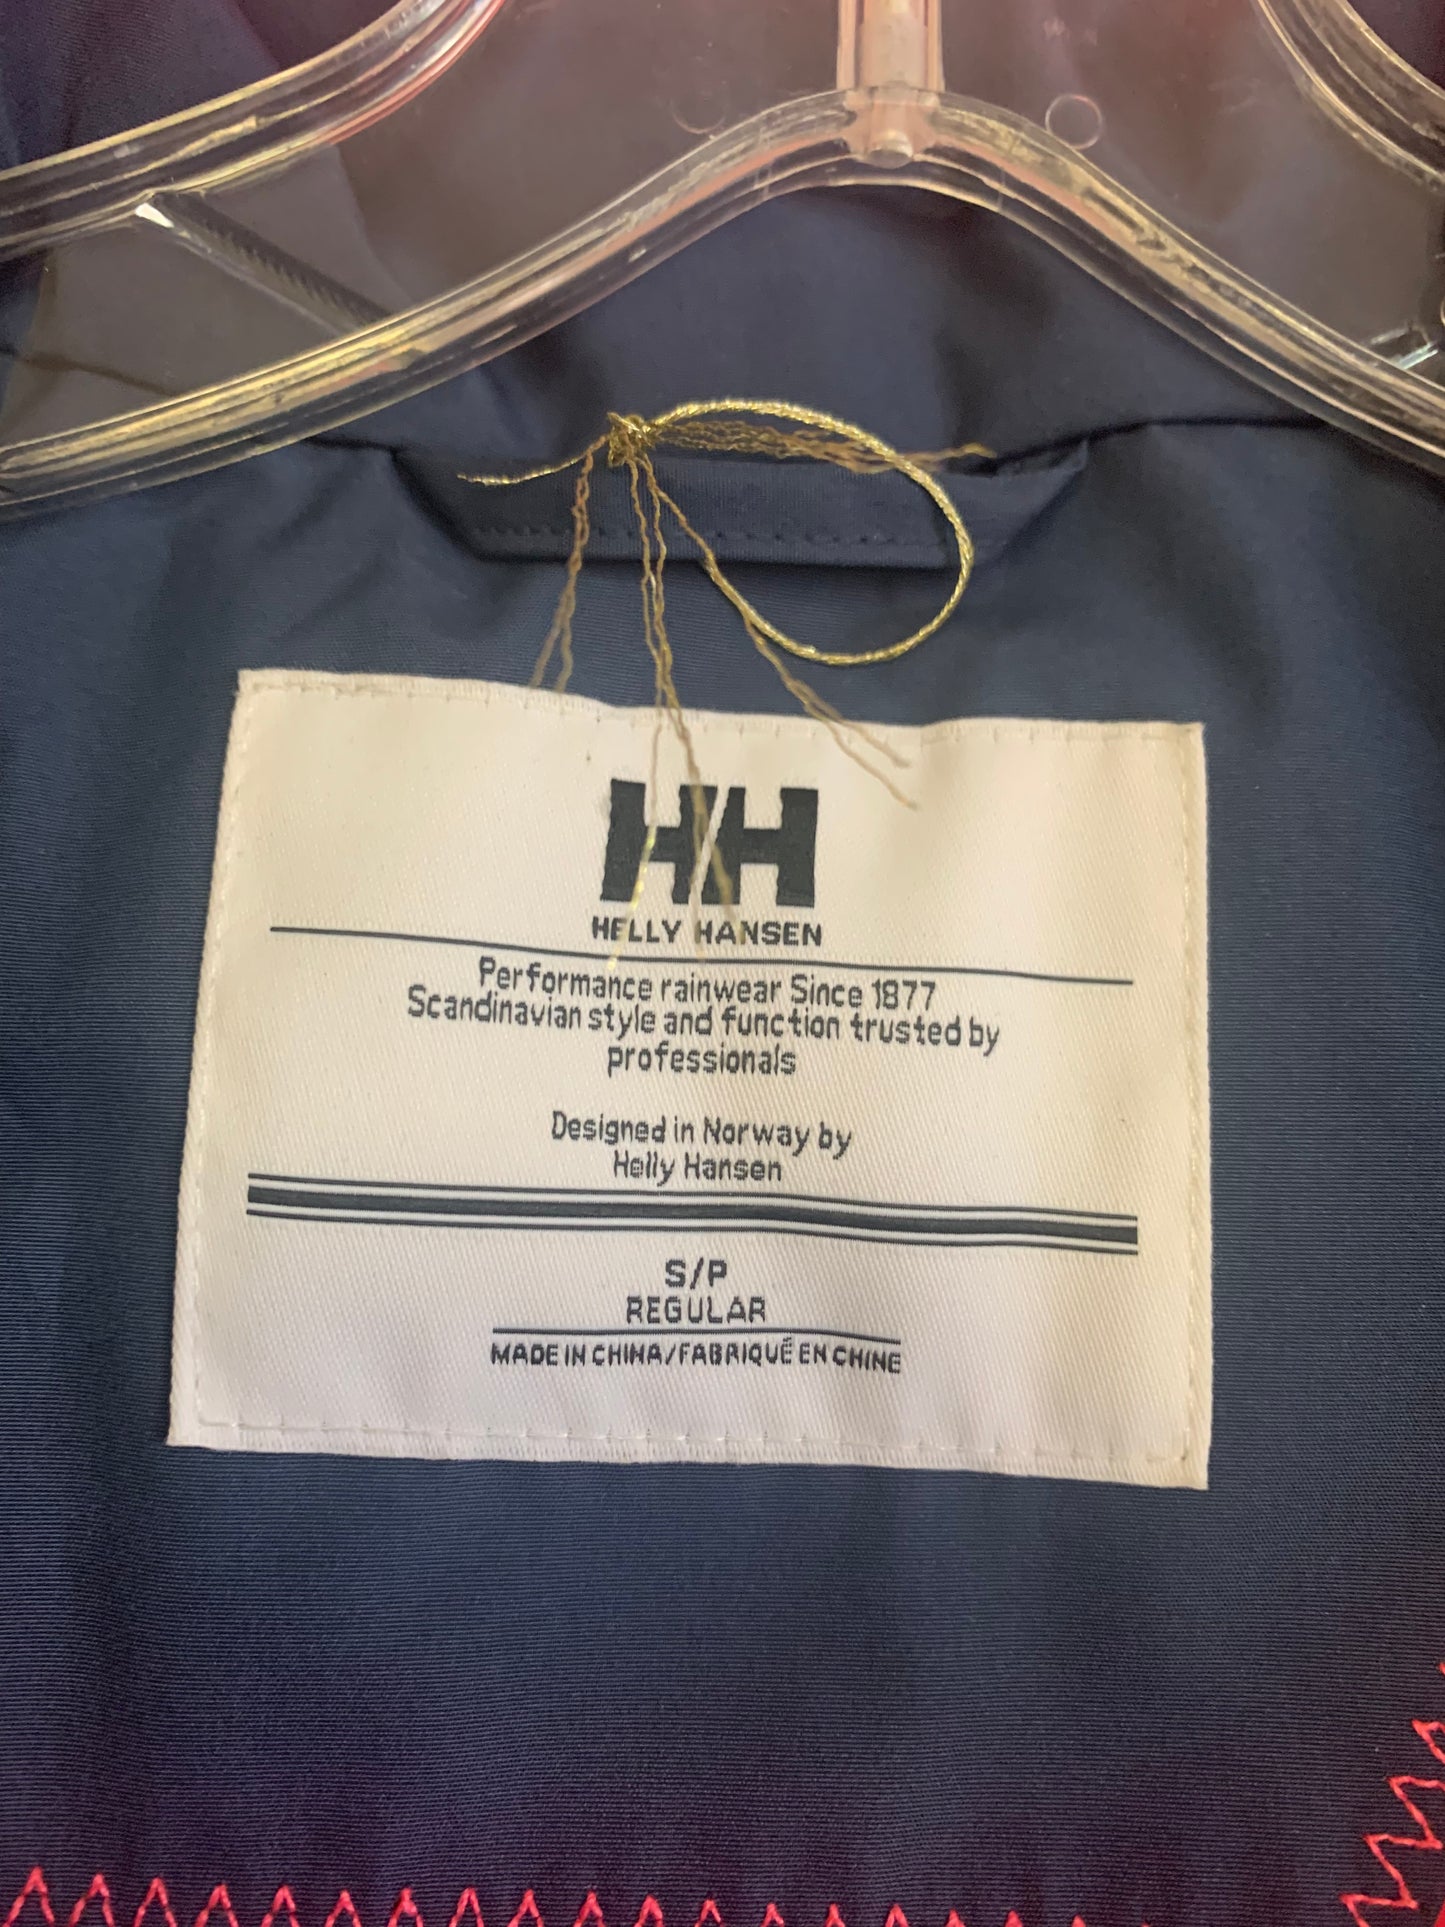 HH
HELLY HANSEN
Performance rainwear Since 1877
Scandinavian style and function trusted by
professionals
Designed in Norway by
Helly Hansen
S/P
REGULAR
MADE IN CHINA/FABRIQUÉ EN CHINE